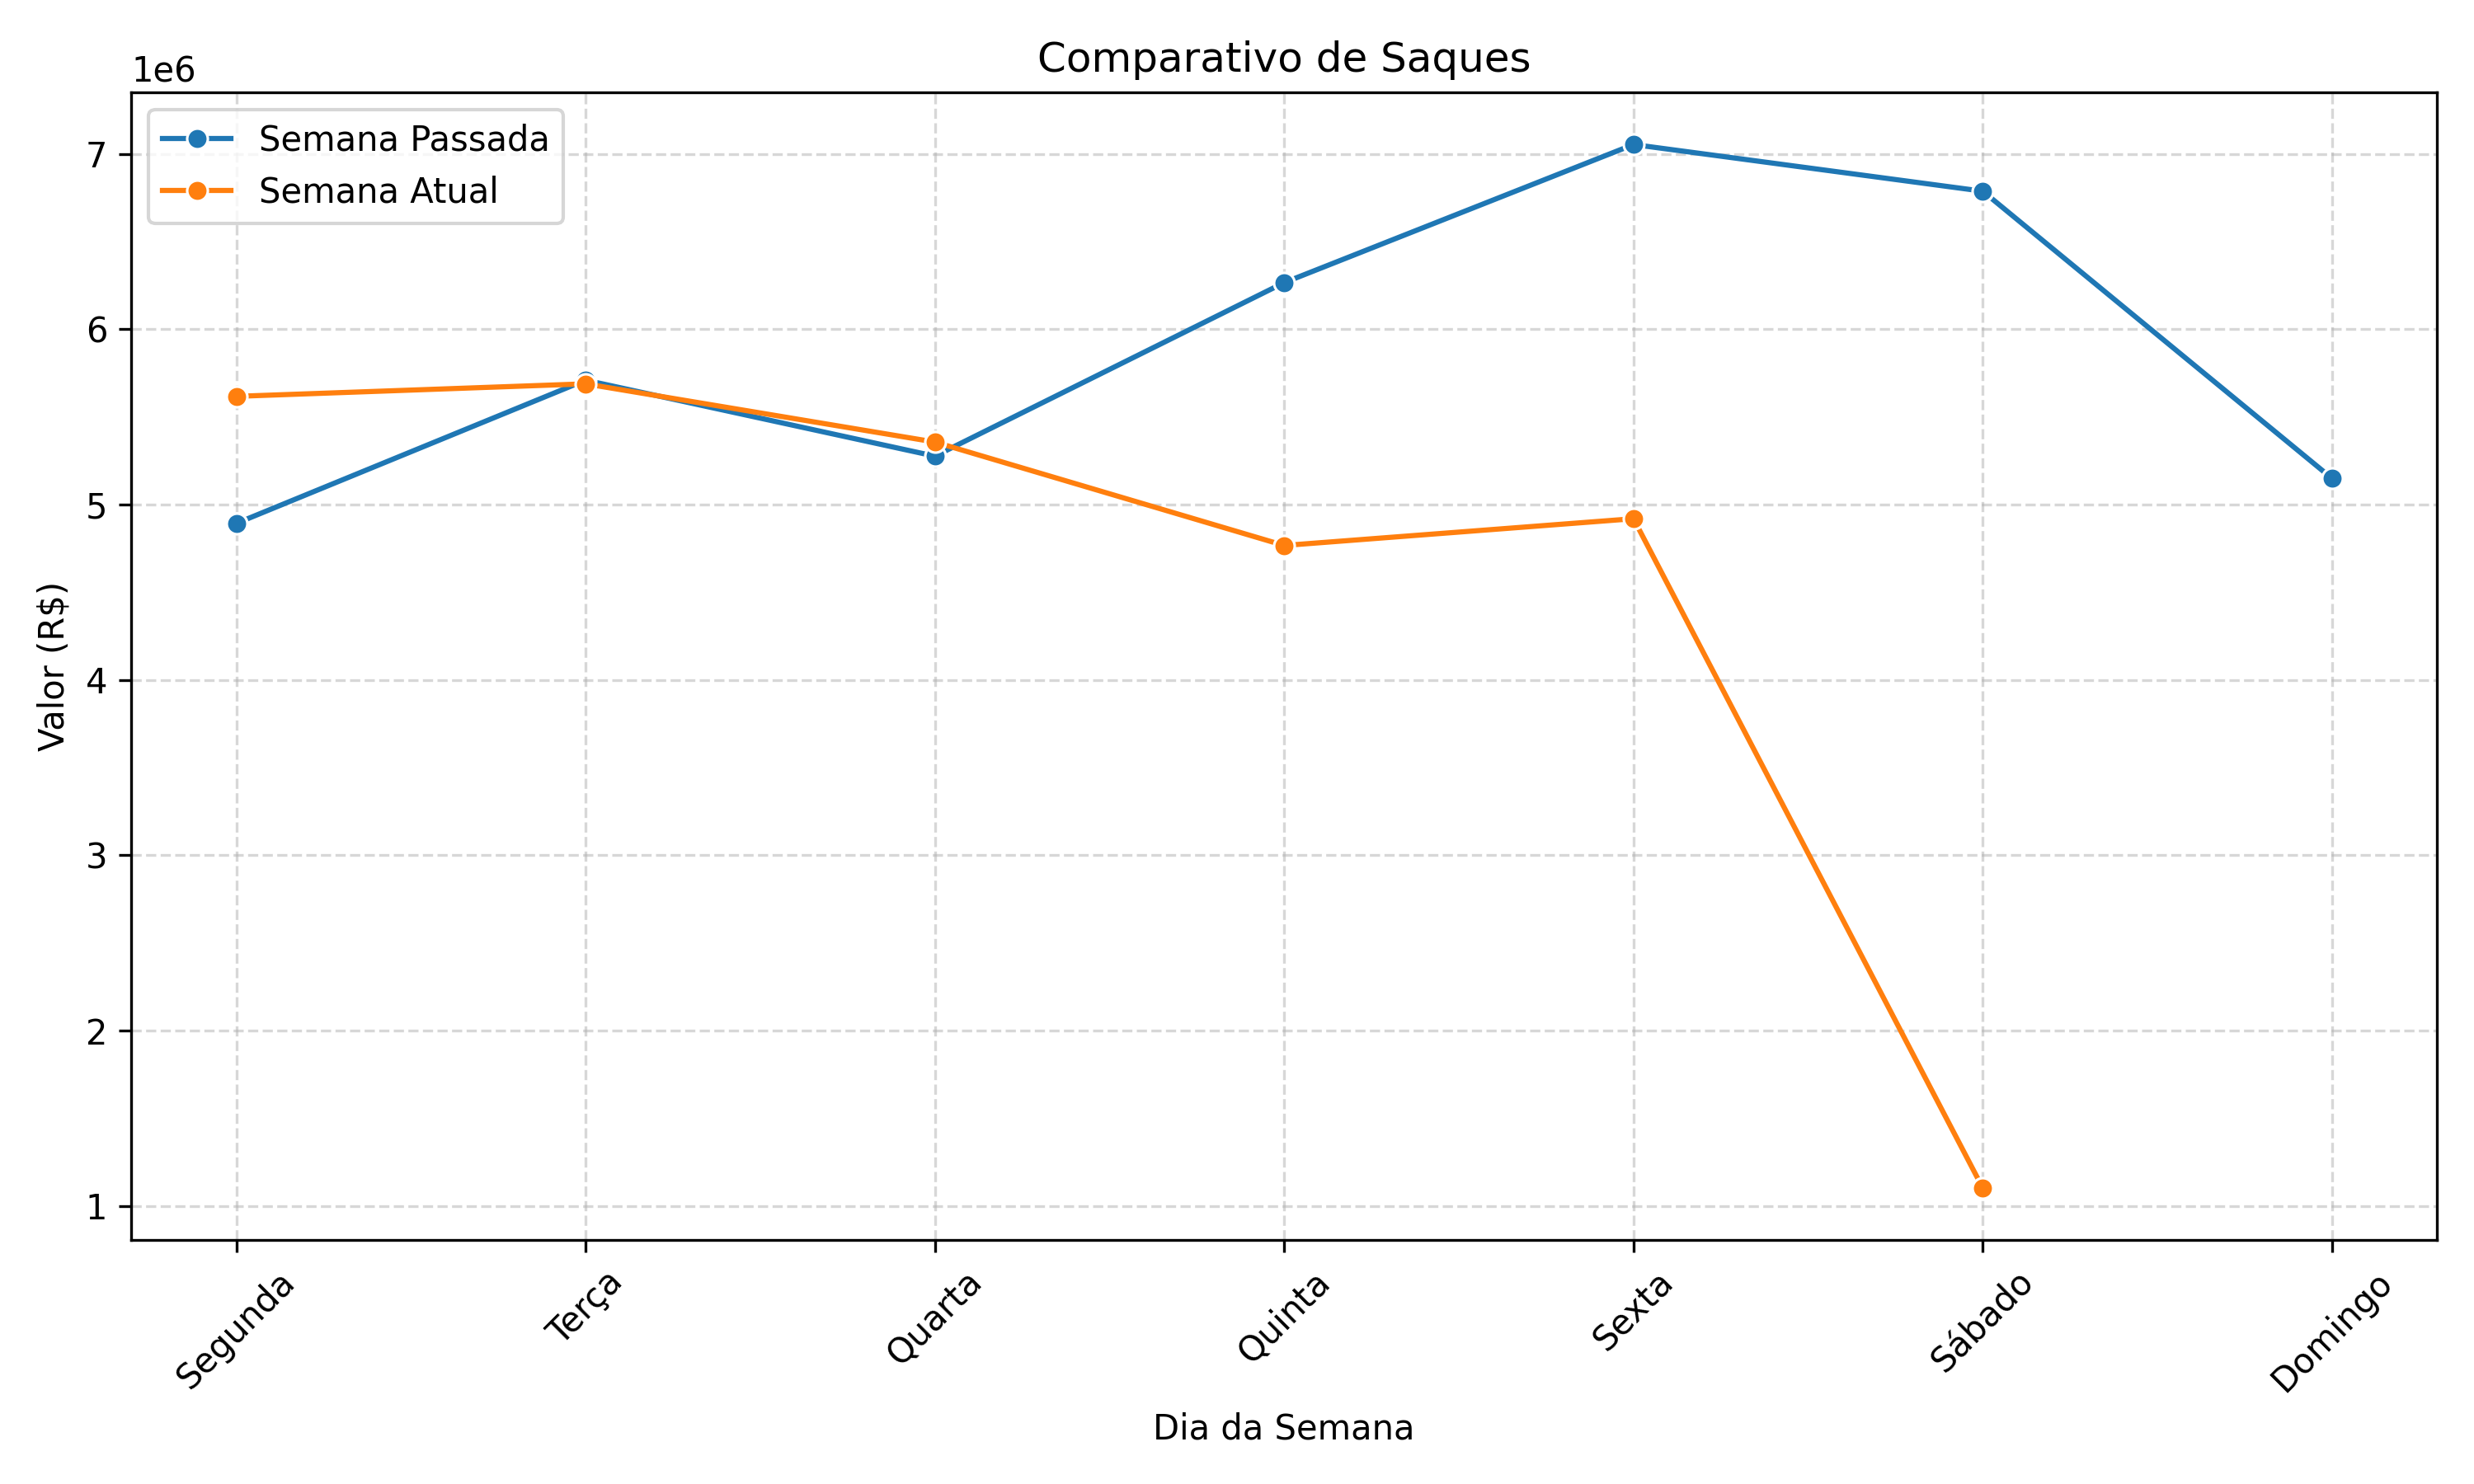 Comparativo de Saques
1e6
Semana Passada
Semana Atual
7
6
5
4
3
2
1
Valor (R$)
Segunda
Terça
Quarta
Quinta
Sexta
Sábado
Domingo
Dia da Semana